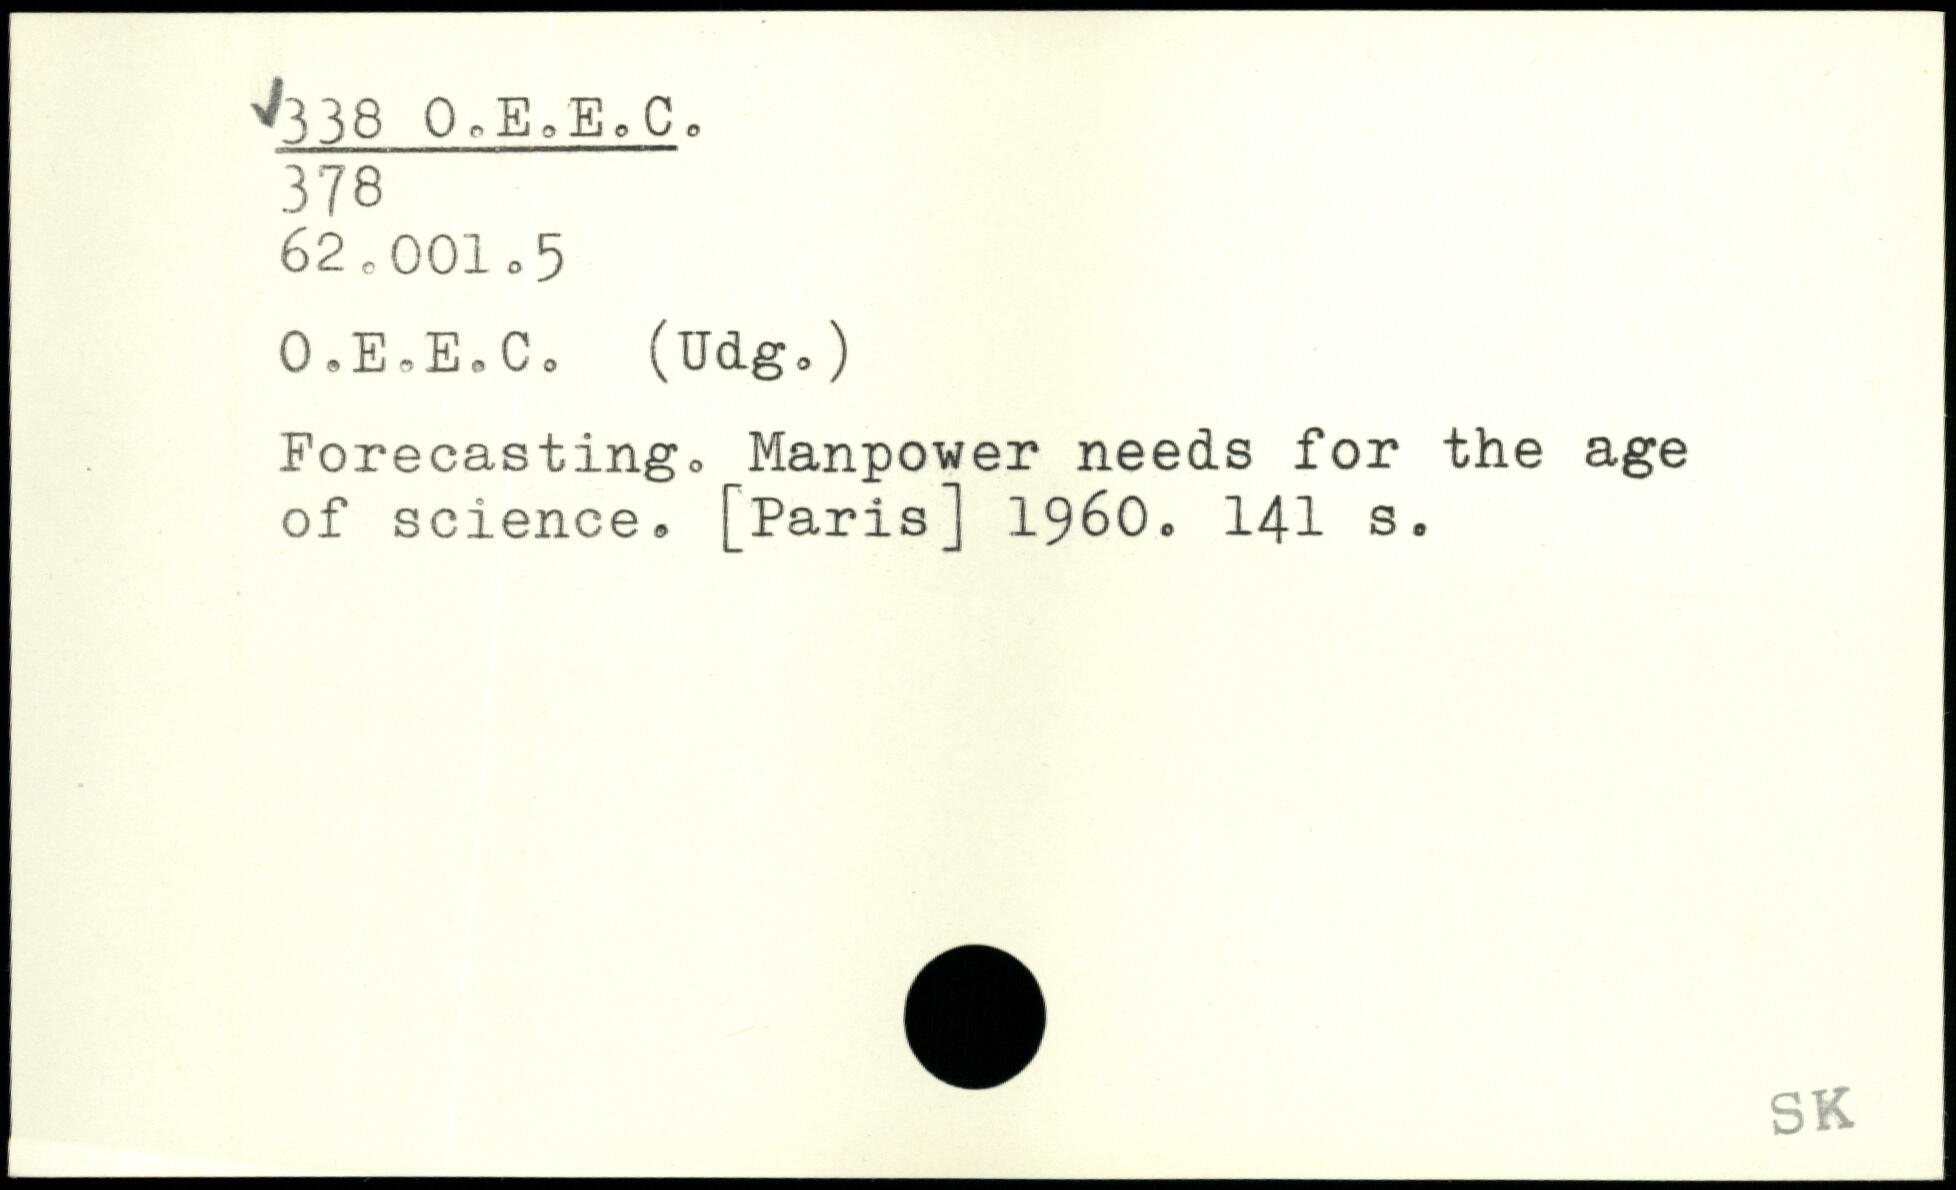 338 O.E.E.C.
378
62.001.5
O.E.E.C. (Udg.)
Forecasting. Manpower needs for the age
of science. [Paris] 1960. 141 s.
SK